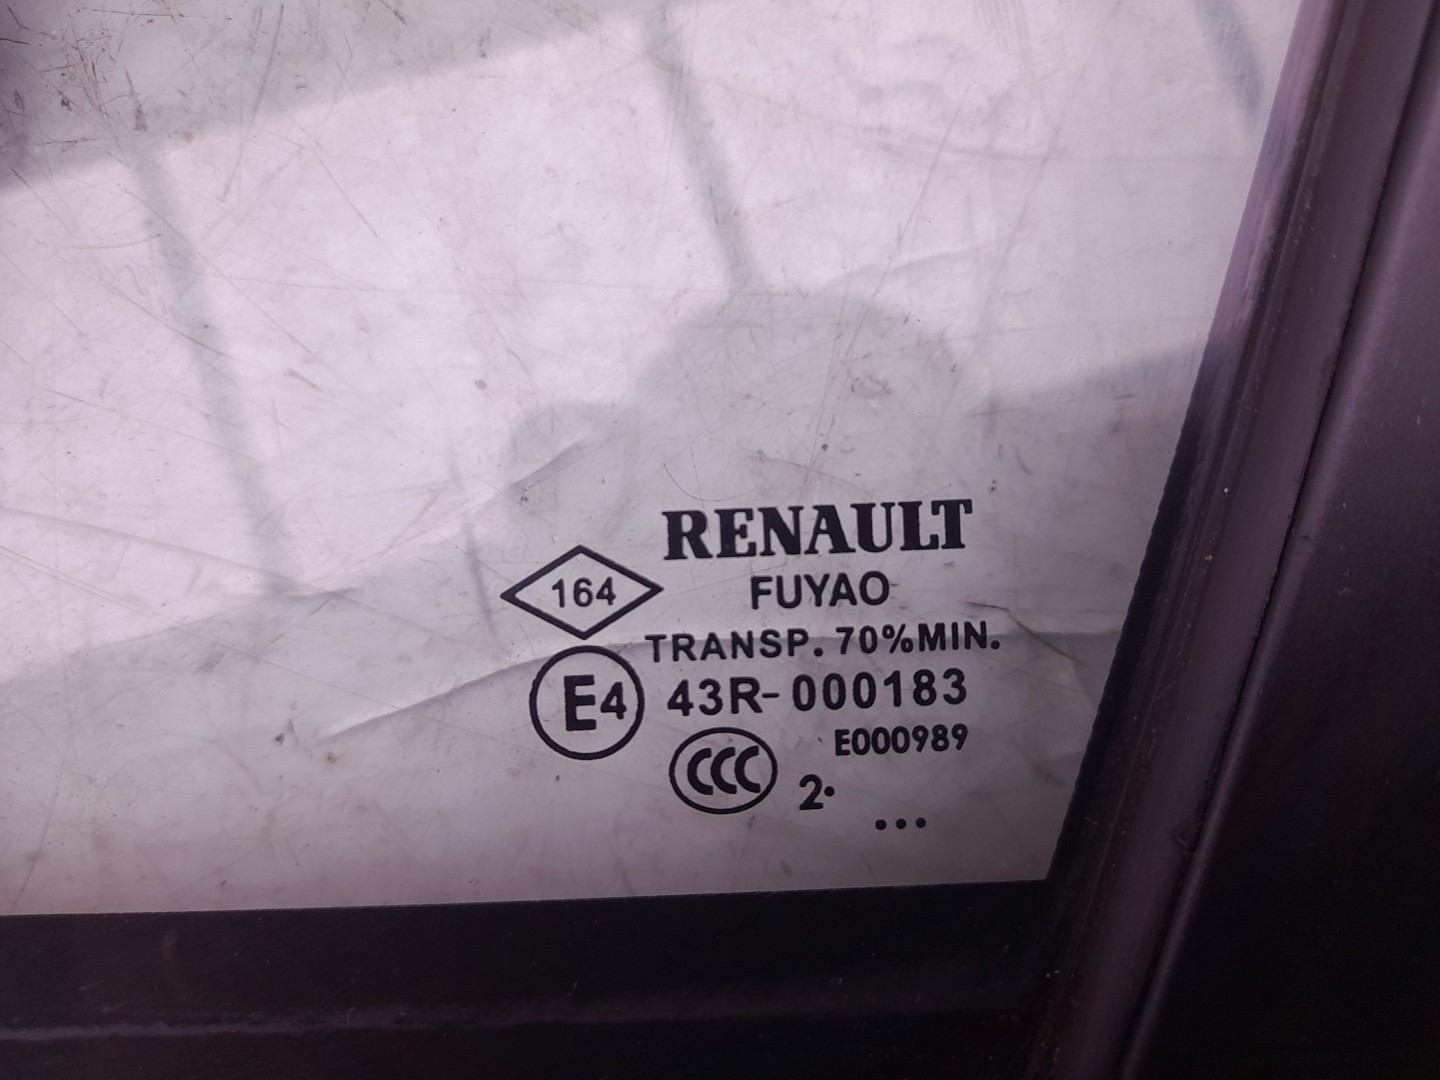 RENAULT
164
FUYAO
TRANSP. 70%MIN.
E4 43R-000183
E000989
CCC 2.
...